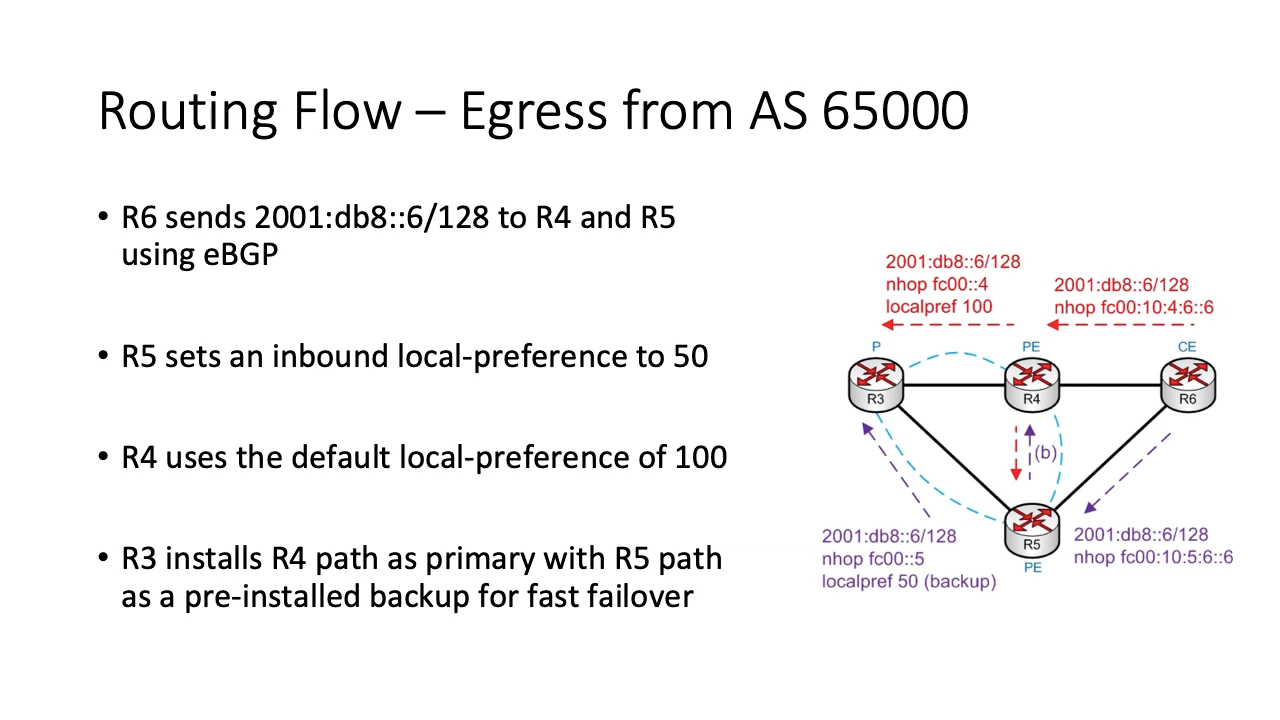 Routing Flow – Egress from AS 65000
• R6 sends 2001:db8::6/128 to R4 and R5
using eBGP
• R5 sets an inbound local-preference to 50
• R4 uses the default local-preference of 100
• R3 installs R4 path as primary with R5 path
as a pre-installed backup for fast failover
2001:db8::6/128
nhop fc00::4
localpref 100
2001:db8::6/128
nhop fc00:10:4:6::6
P
PE
CE
R3
R4
R6
(b)
2001:db8::6/128
nhop fc00::5
localpref 50 (backup)
R5
PE
2001:db8::6/128
nhop fc00:10:5:6::6